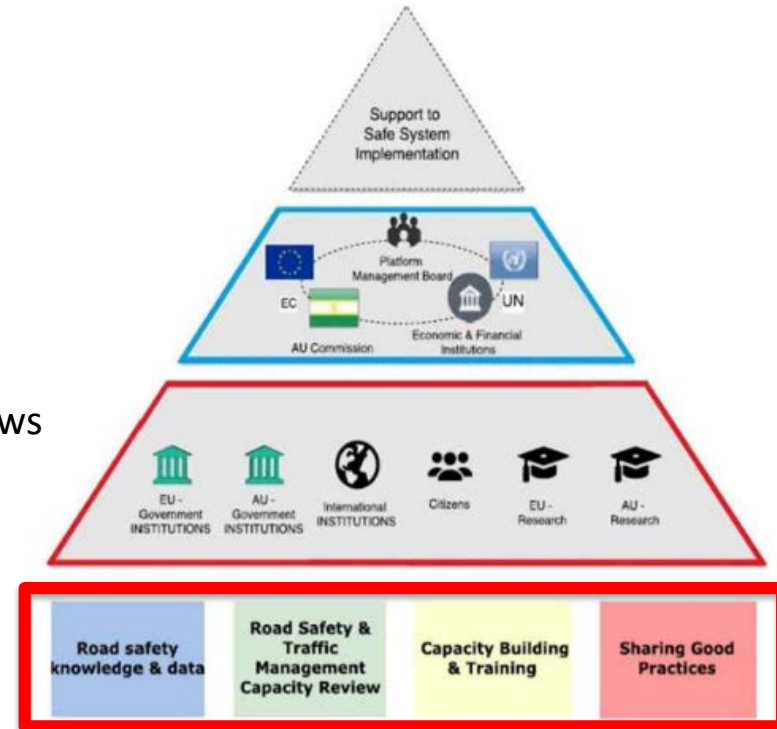 Support to
Safe System
Implementation
Platform
Management Board
EC
UN
AU Commission
Economic & Financial
Institutions
ws
EU -
Government
INSTITUTIONS
AU -
Government
INSTITUTIONS
International
INSTITUTIONS
Citizens
EU -
Research
AU -
Research
Road safety
knowledge & data
Road Safety &
Traffic
Management
Capacity Review
Capacity Building
& Training
Sharing Good
Practices